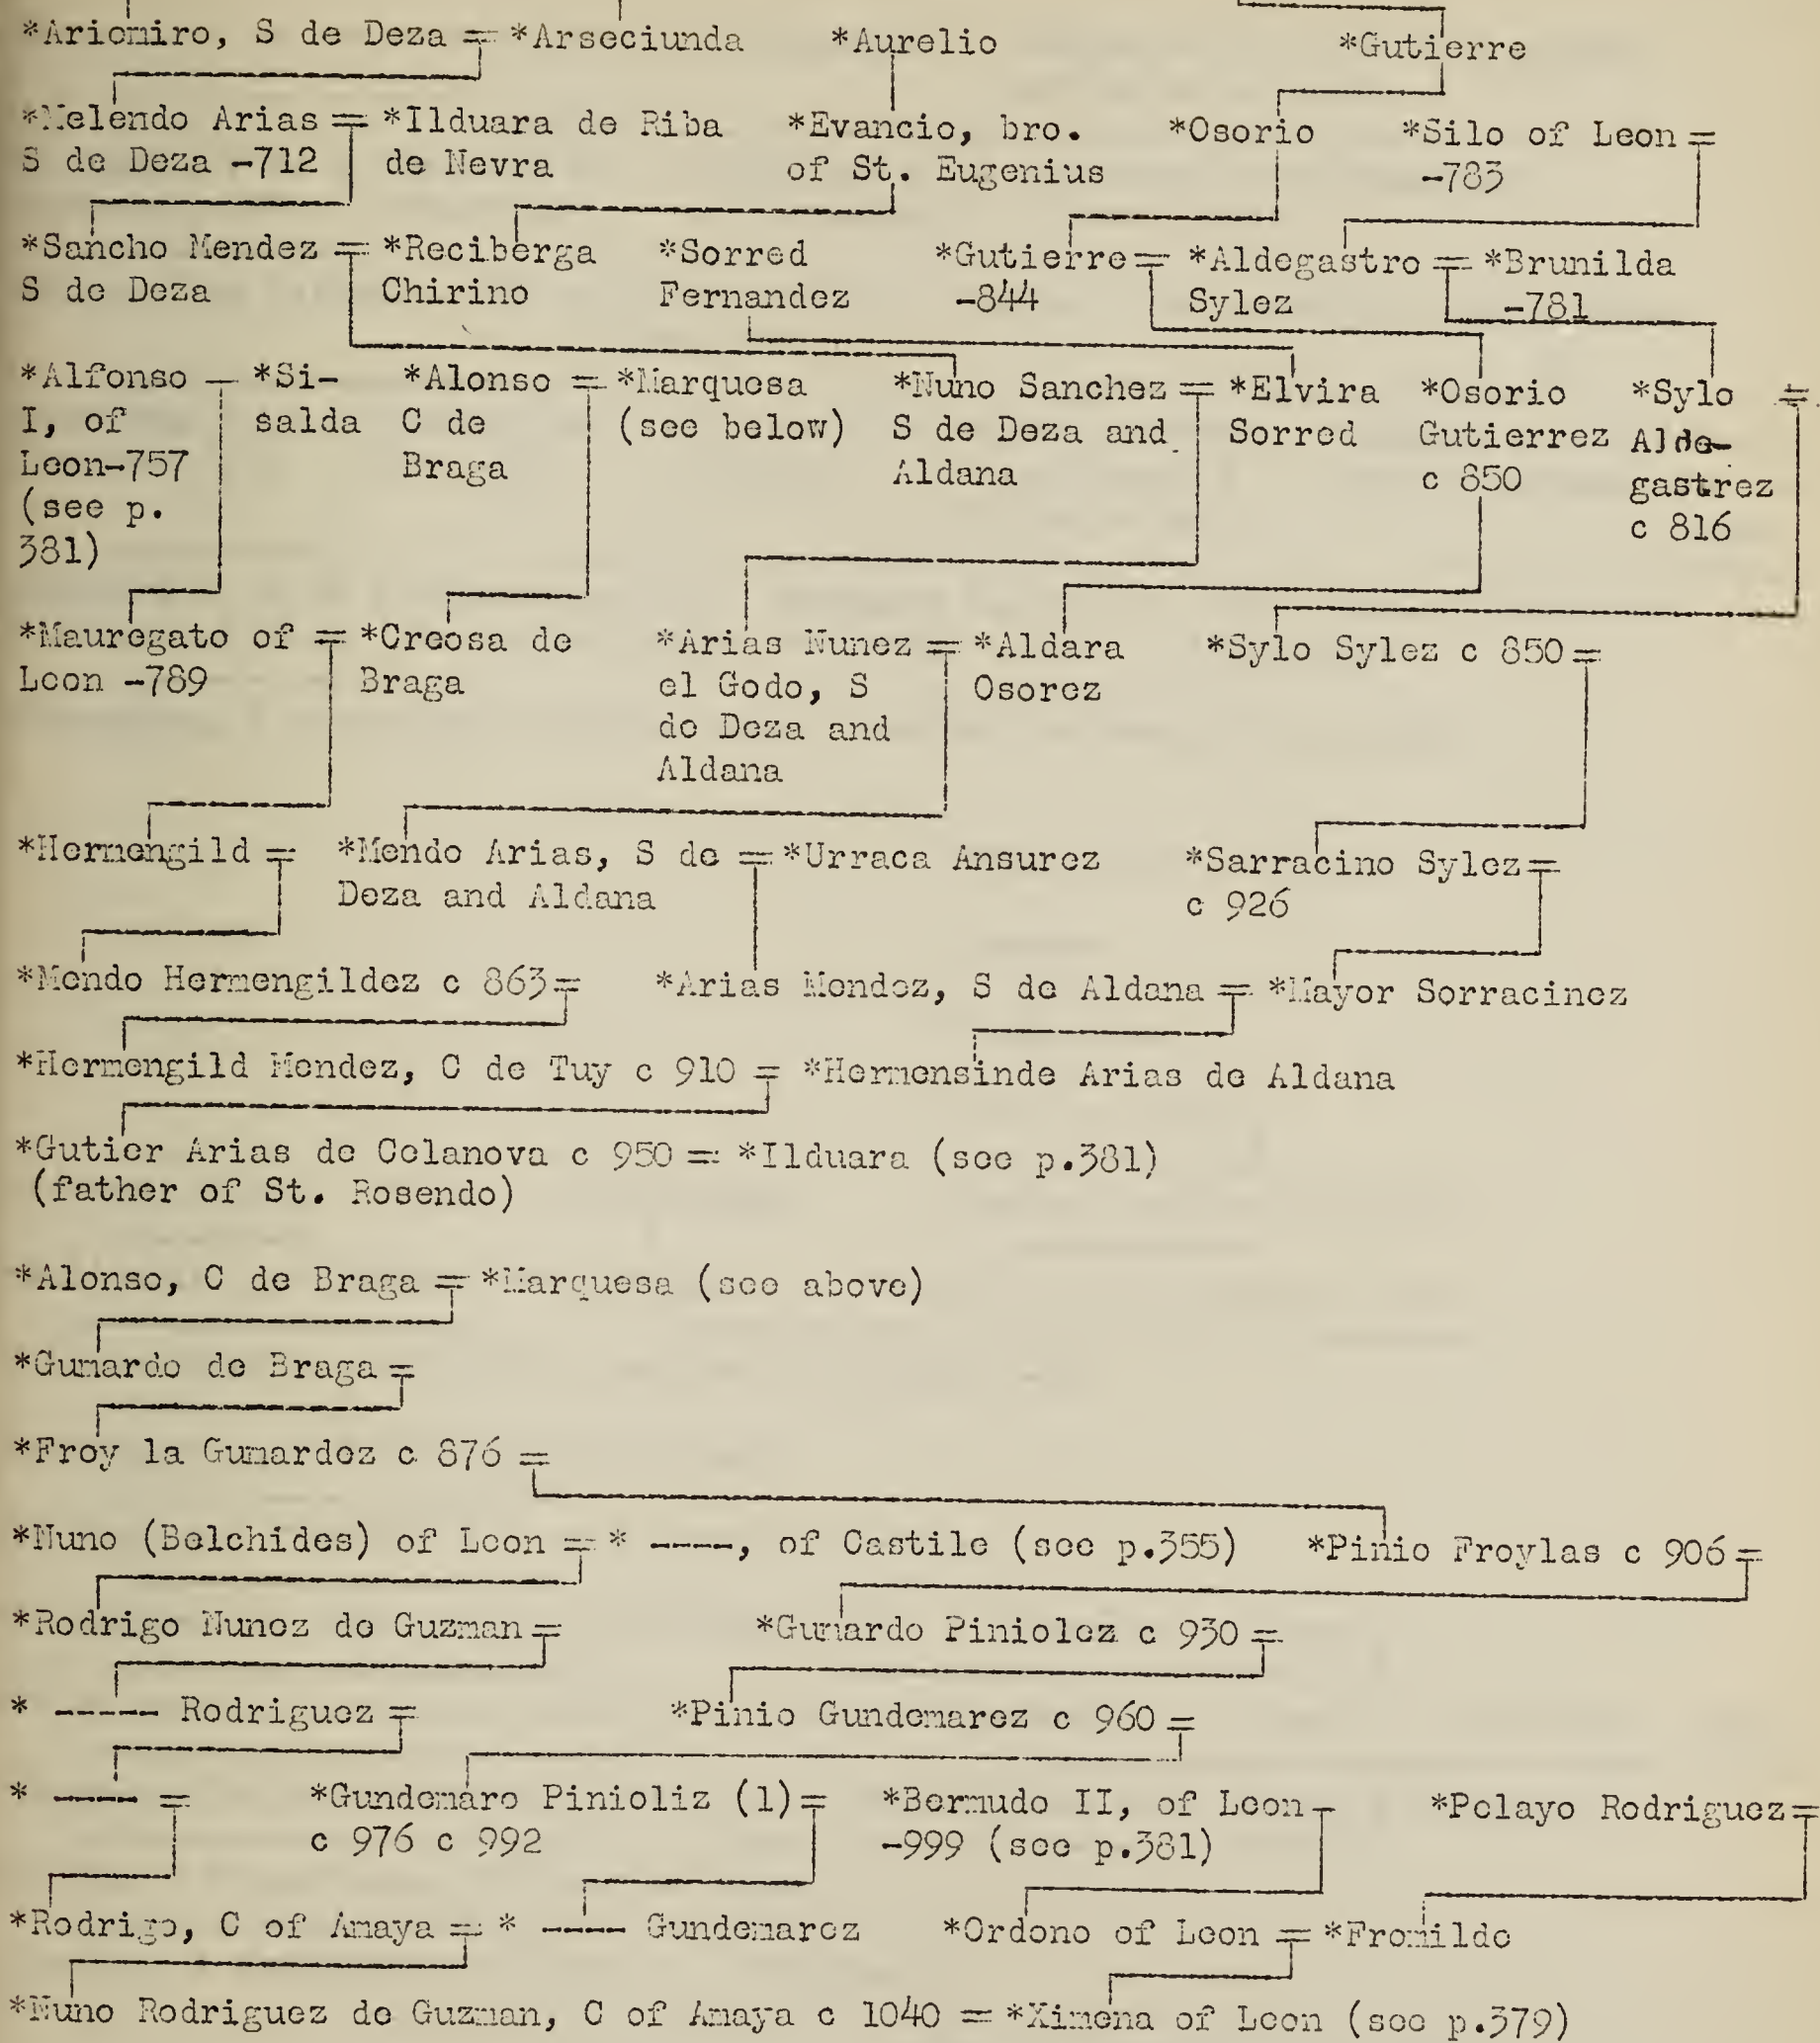 *Ariomiro, S de Deza = *Arseciunda *Aurelio *Gutierre
*Melendo Arias = *Ilduara de Riba *Evancio, bro. *Osorio *Silo of Leon =
S de Deza -712 de Nevra of St. Eugenius -783
*Sancho Mendez = *Reciberga *Sorred *Gutierre = *Aldegastro = *Brunilda
S de Deza Chirino Fernandez -844 Sylez -781
*Alfonso = *Si- *Alonso = *Marquesa *Nuno Sanchez = *Elvira *Osorio *Sylo =
I, of salda C de (see below) S de Deza and Sorred Gutierrez Alde-
Leon-757 Braga Aldana c 850 gastrez
(see p. c 816
381)
*Mauregato of = *Creosa de *Arias Nunez = *Aldara *Sylo Sylez c 850 =
Leon -789 Braga el Godo, S Osorez
de Deza and
Aldana
*Hermengild = *Mendo Arias, S de = *Urraca Ansurez *Sarracino Sylez =
Deza and Aldana c 926
*Mendo Hermengildez c 863 = *Arias Mendez, S de Aldana = *Mayor Sorracinez
*Hermengild Mendez, C de Tuy c 910 = *Hermensinde Arias de Aldana
*Gutier Arias de Celanova c 950 = *Ilduara (see p.381)
(father of St. Rosendo)
*Alonso, C de Braga = *Marquesa (see above)
*Gumardo de Braga =
*Froy la Gumardez c 876 =
*Nuno (Belchides) of Leon = * ----, of Castile (see p.355) *Pinio Froylas c 906 =
*Rodrigo Nunez de Guzman = *Gumardo Piniolez c 930 =
* ----- Rodriguez = *Pinio Gundemarez c 960 =
* ---- = *Gundemaro Pinioliz (1) = *Bermudo II, of Leon = *Pelayo Rodriguez =
c 976 c 992 -999 (see p.381)
*Rodrigo, C of Amaya = * ---- Gundemarez *Ordono of Leon = *Fromilde
*Nuno Rodriguez de Guzman, C of Amaya c 1040 = *Ximena of Leon (see p.379)